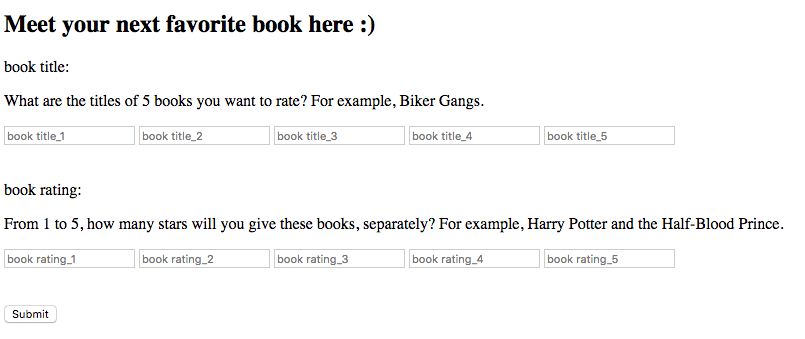 Meet your next favorite book here :)
book title:
What are the titles of 5 books you want to rate? For example, Biker Gangs.
book title_1 book title_2 book title_3 book title_4 book title_5
book rating:
From 1 to 5, how many stars will you give these books, separately? For example, Harry Potter and the Half-Blood Prince.
book rating_1 book rating_2 book rating_3 book rating_4 book rating_5
Submit